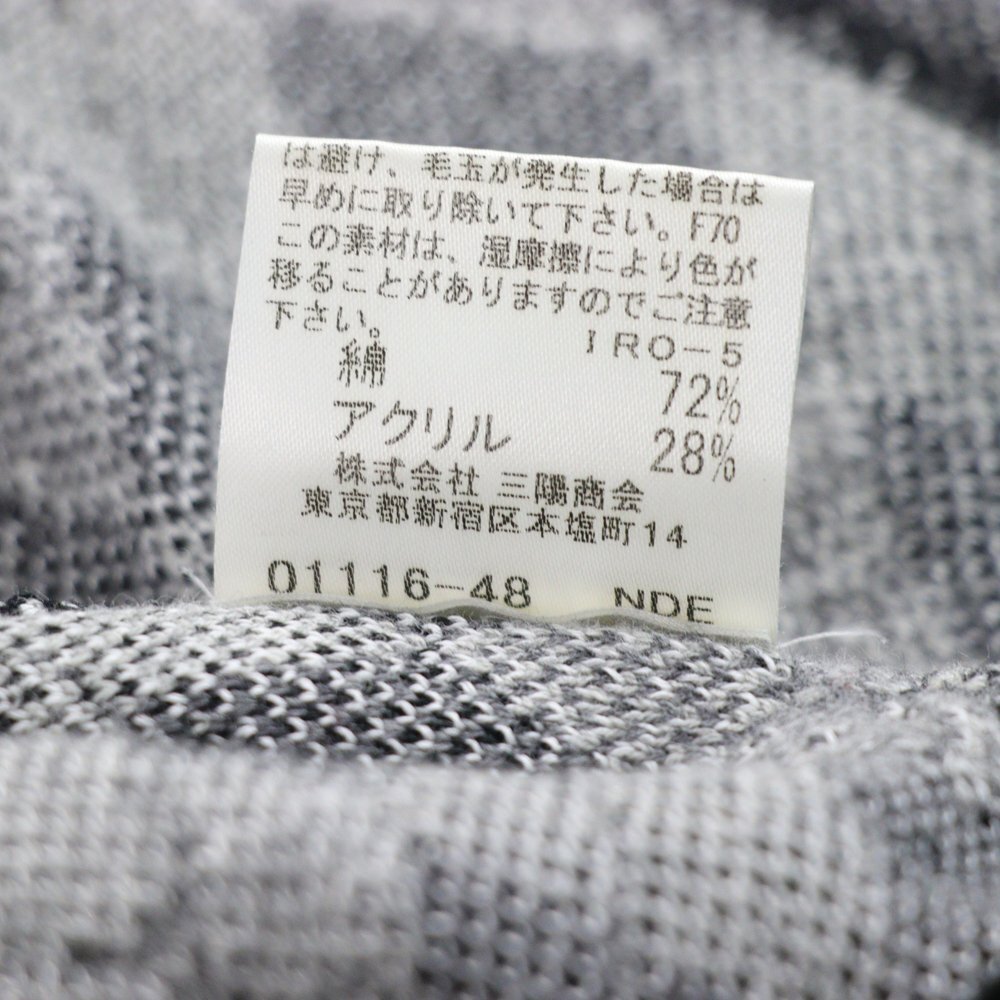 は避け、毛玉が発生した場合は
早めに取り除いて下さい。F70
この素材は、湿摩擦により色が
移ることがありますのでご注意
下さい。
IRO-5
綿 72%
アクリル 28%
株式会社 三陽商会
東京都新宿区本塩町14
01116-48 NDE